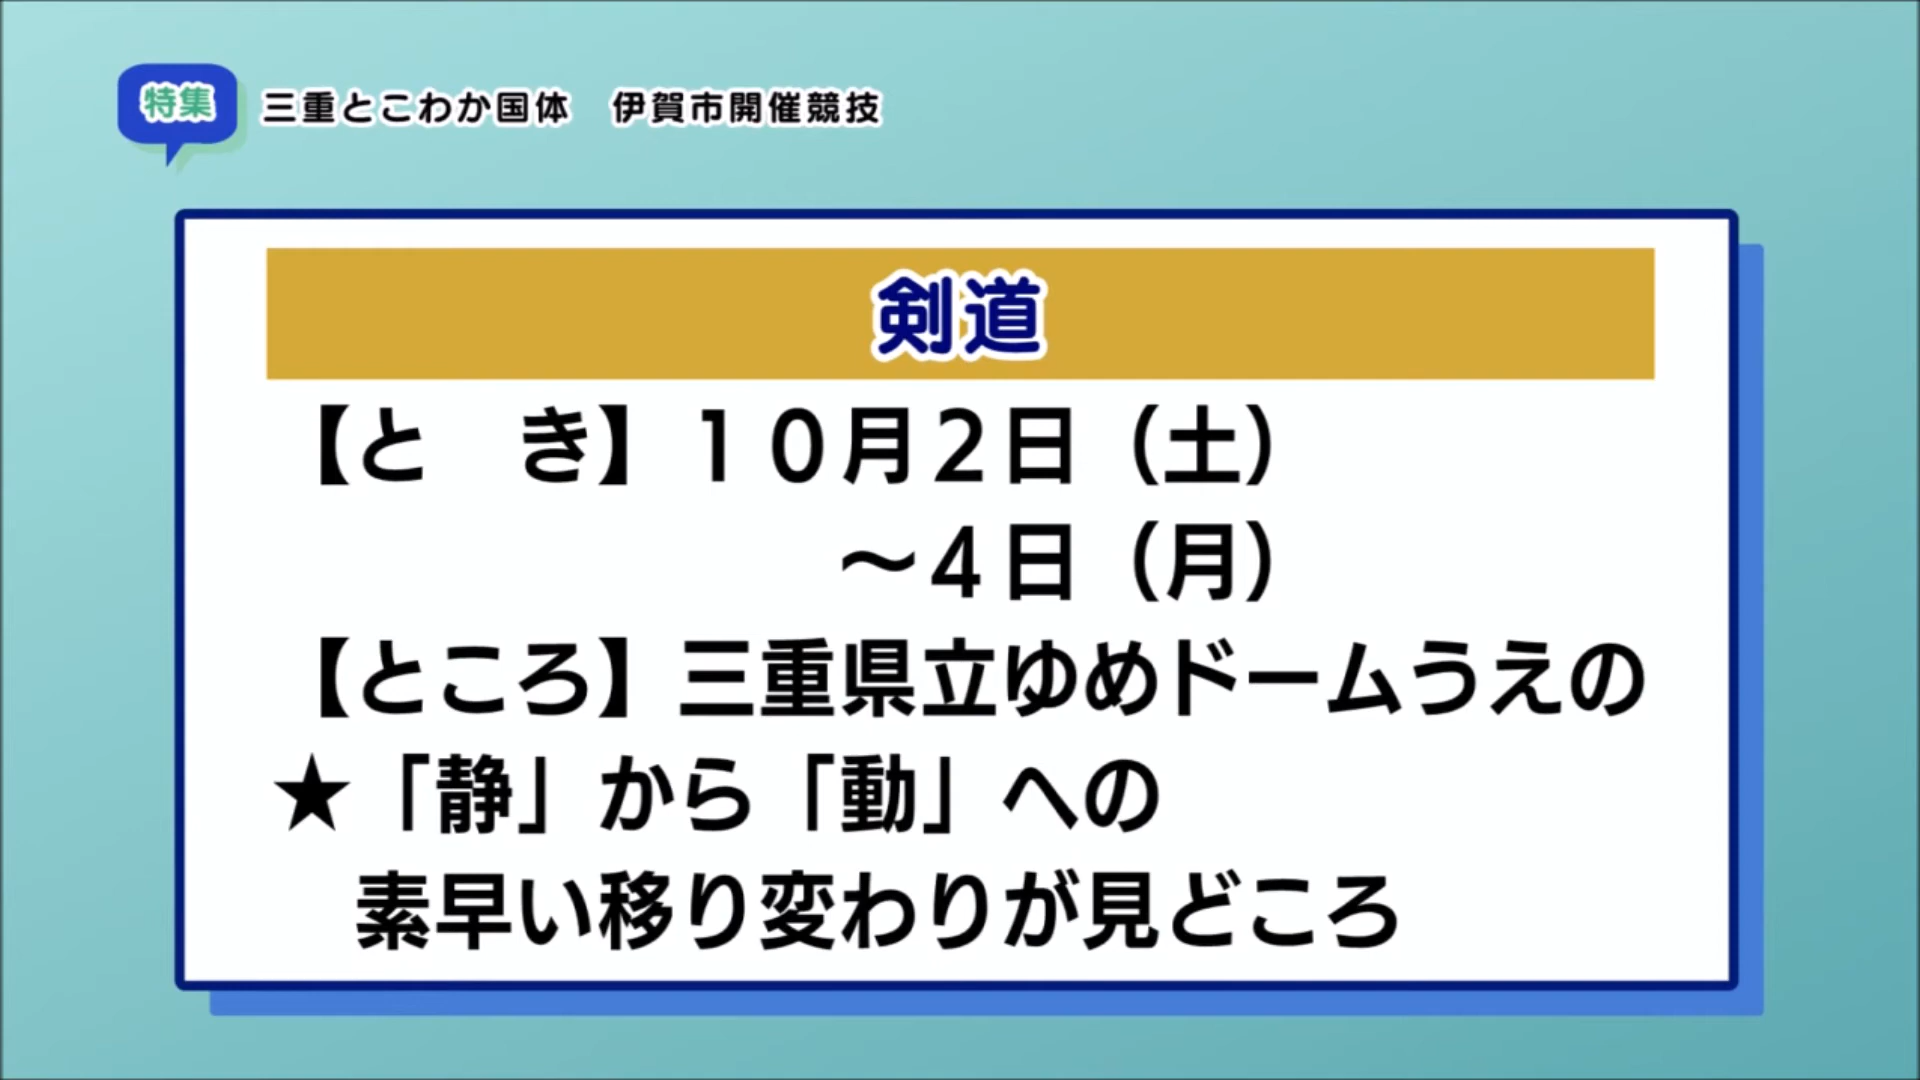 特集
三重とこわか国体　伊賀市開催競技
剣道
【と　き】１０月２日（土）
～４日（月）
【ところ】三重県立ゆめドームうえの
★「静」から「動」への
素早い移り変わりが見どころ